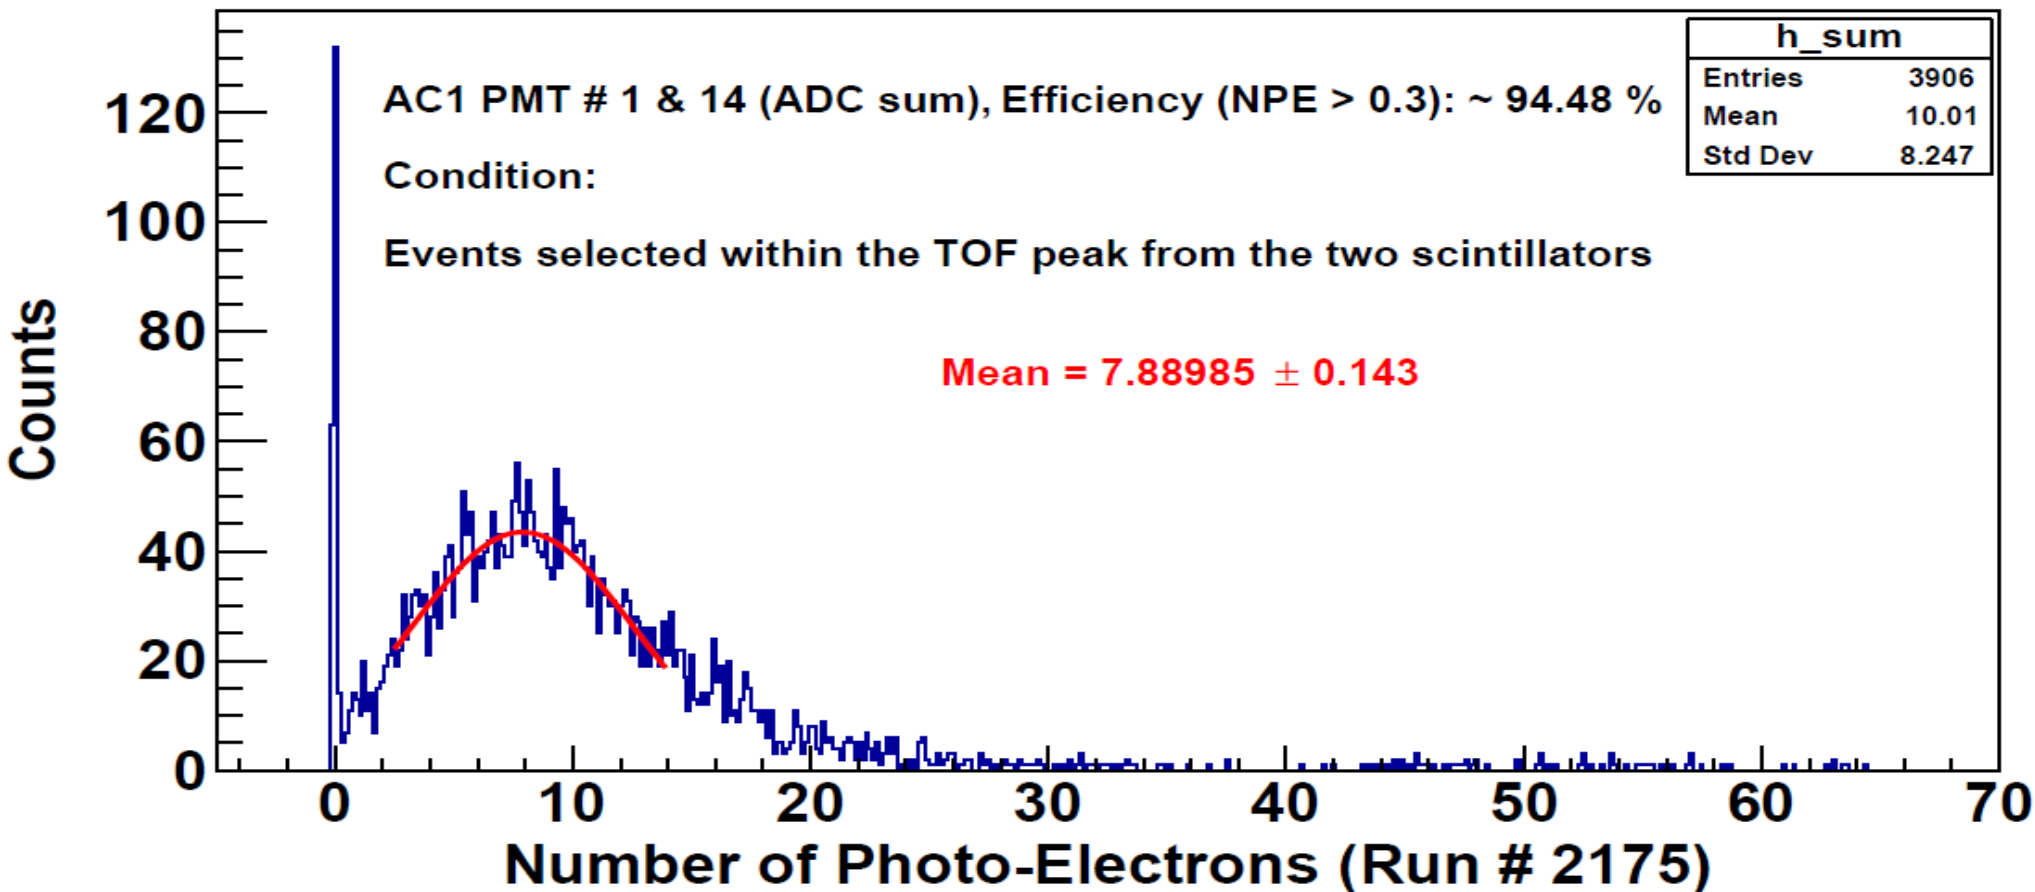 h_sum
Entries 3906
Mean 10.01
Std Dev 8.247
AC1 PMT # 1 & 14 (ADC sum), Efficiency (NPE > 0.3): ~ 94.48 %
Condition:
Events selected within the TOF peak from the two scintillators
Mean = 7.88985 ± 0.143
Counts
120
100
80
60
40
20
0
0 10 20 30 40 50 60 70
Number of Photo-Electrons (Run # 2175)